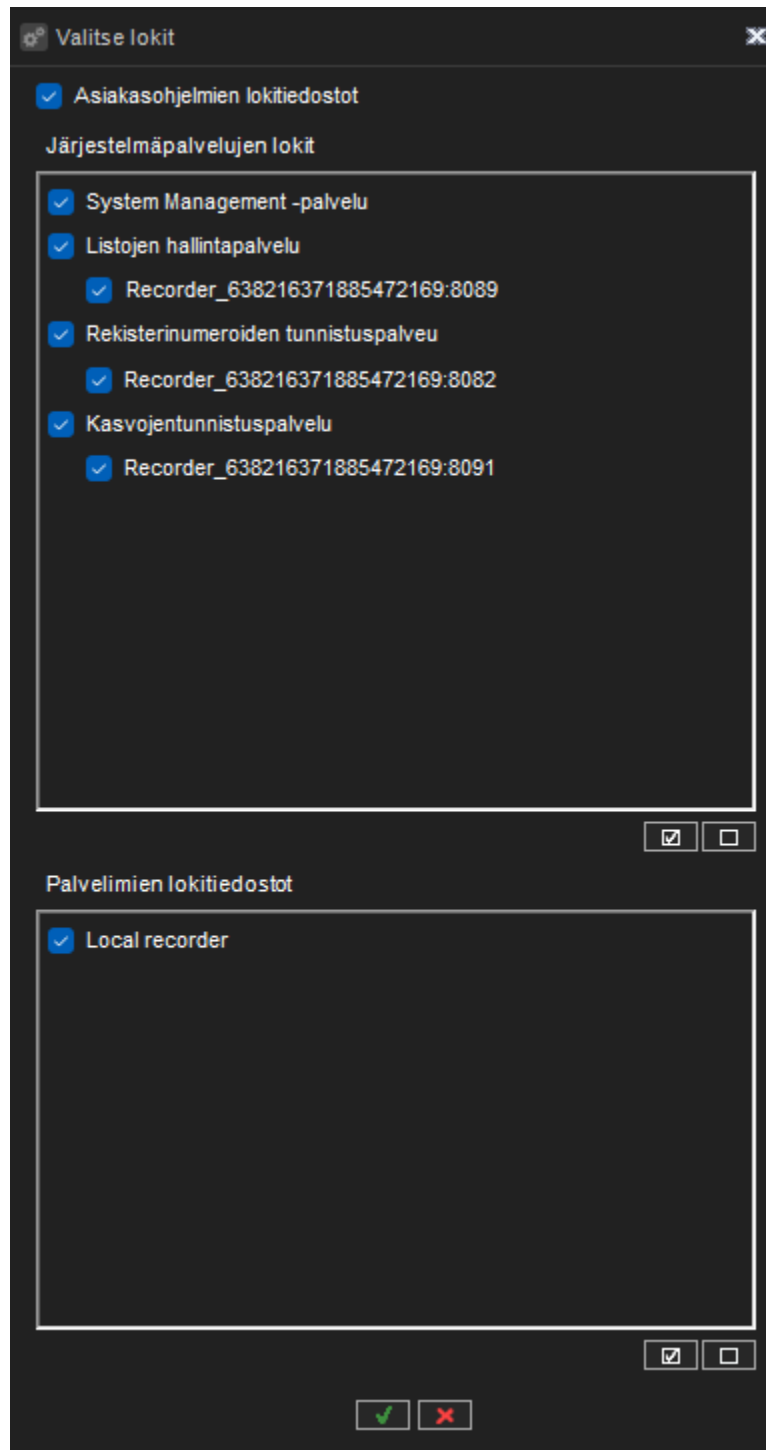 Valitse lokit
Asiakasohjelmien lokitiedostot
Järjestelmäpalvelujen lokit
System Management -palvelu
Listojen hallintapalvelu
Recorder_638216371885472169:8089
Rekisterinumeroiden tunnistuspalveu
Recorder_638216371885472169:8082
Kasvojentunnistuspalvelu
Recorder_638216371885472169:8091
Palvelimien lokitiedostot
Local recorder